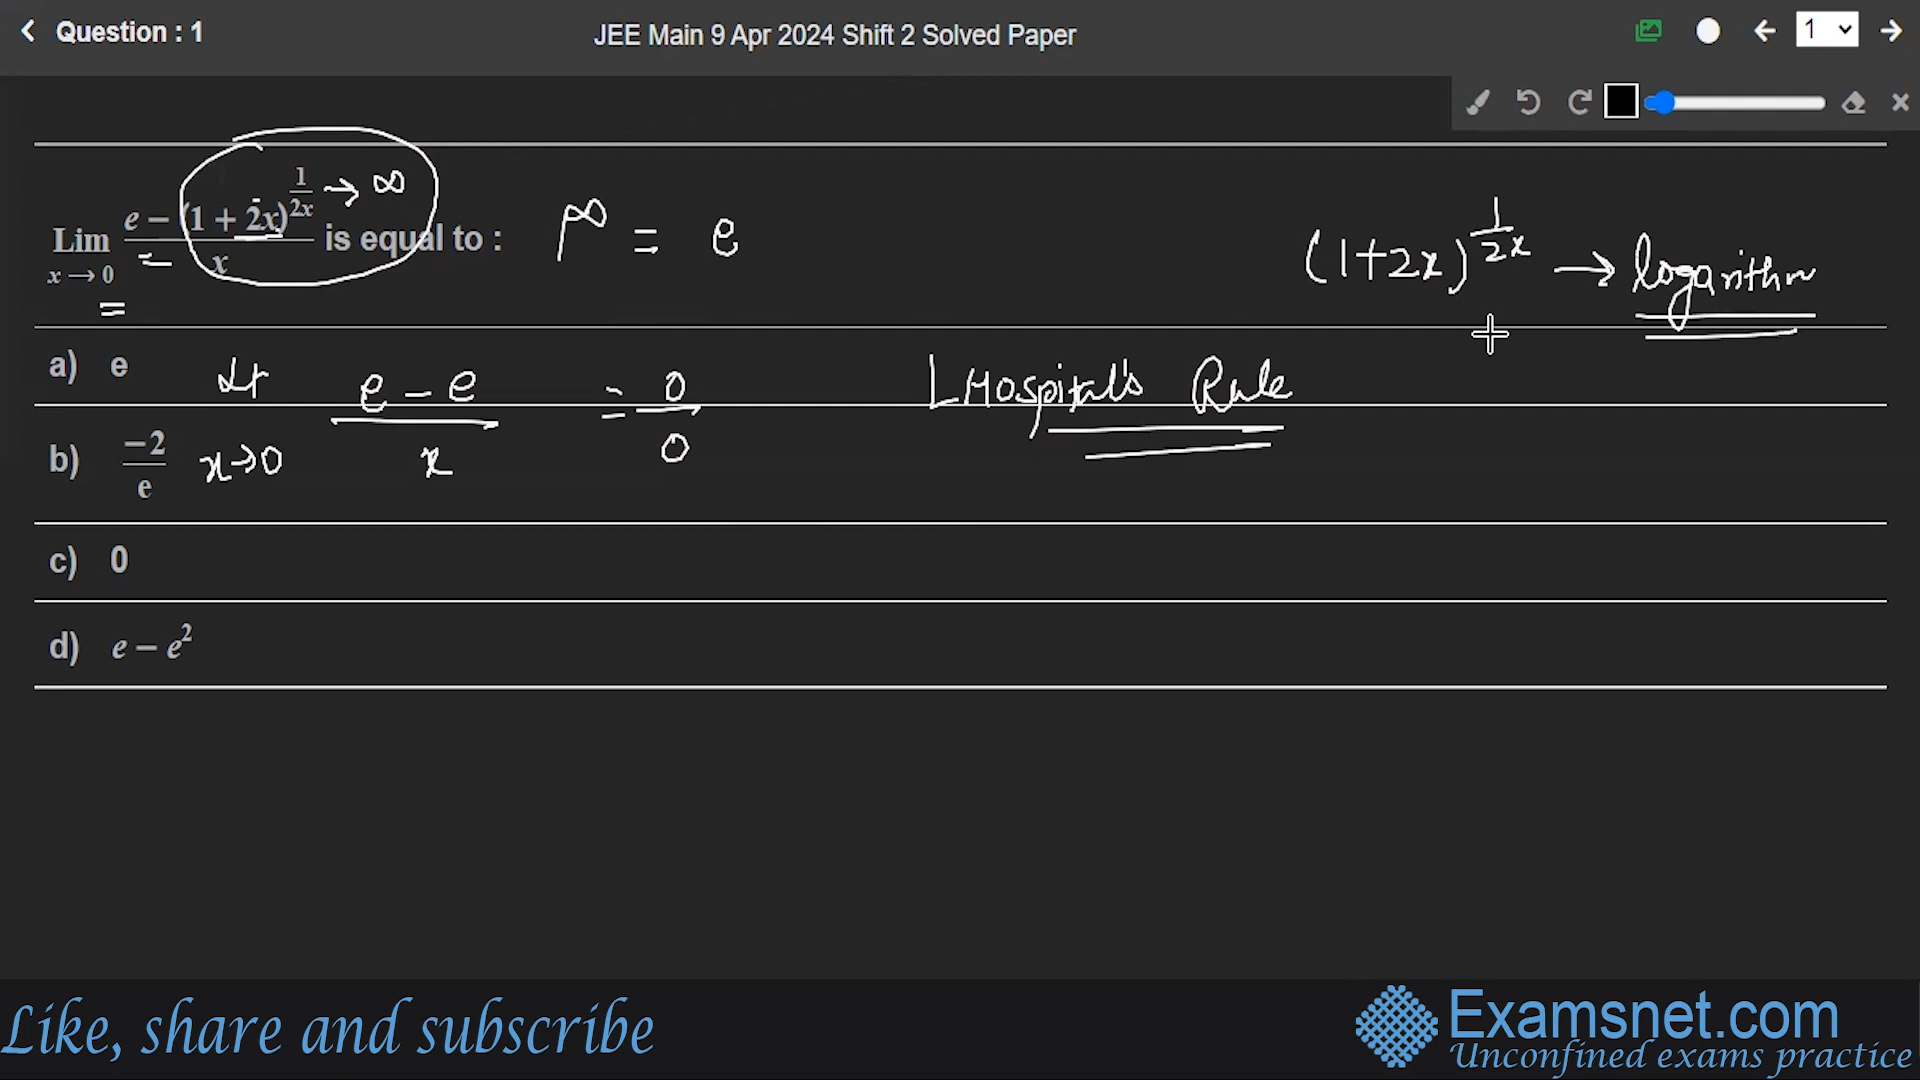 Question : 1
JEE Main 9 Apr 2024 Shift 2 Solved Paper
1
Lim x → 0 e − (1 + 2x)^(1/2x) / x is equal to :
→ ∞
1^∞ = e
(1+2x)^(1/2x) → logarithm
a) e
Lt x→0 e − e / x = 0/0
LHospital's Rule
b) −2/e
c) 0
d) e − e²
Like, share and subscribe
Examsnet.com
Unconfined exams practice